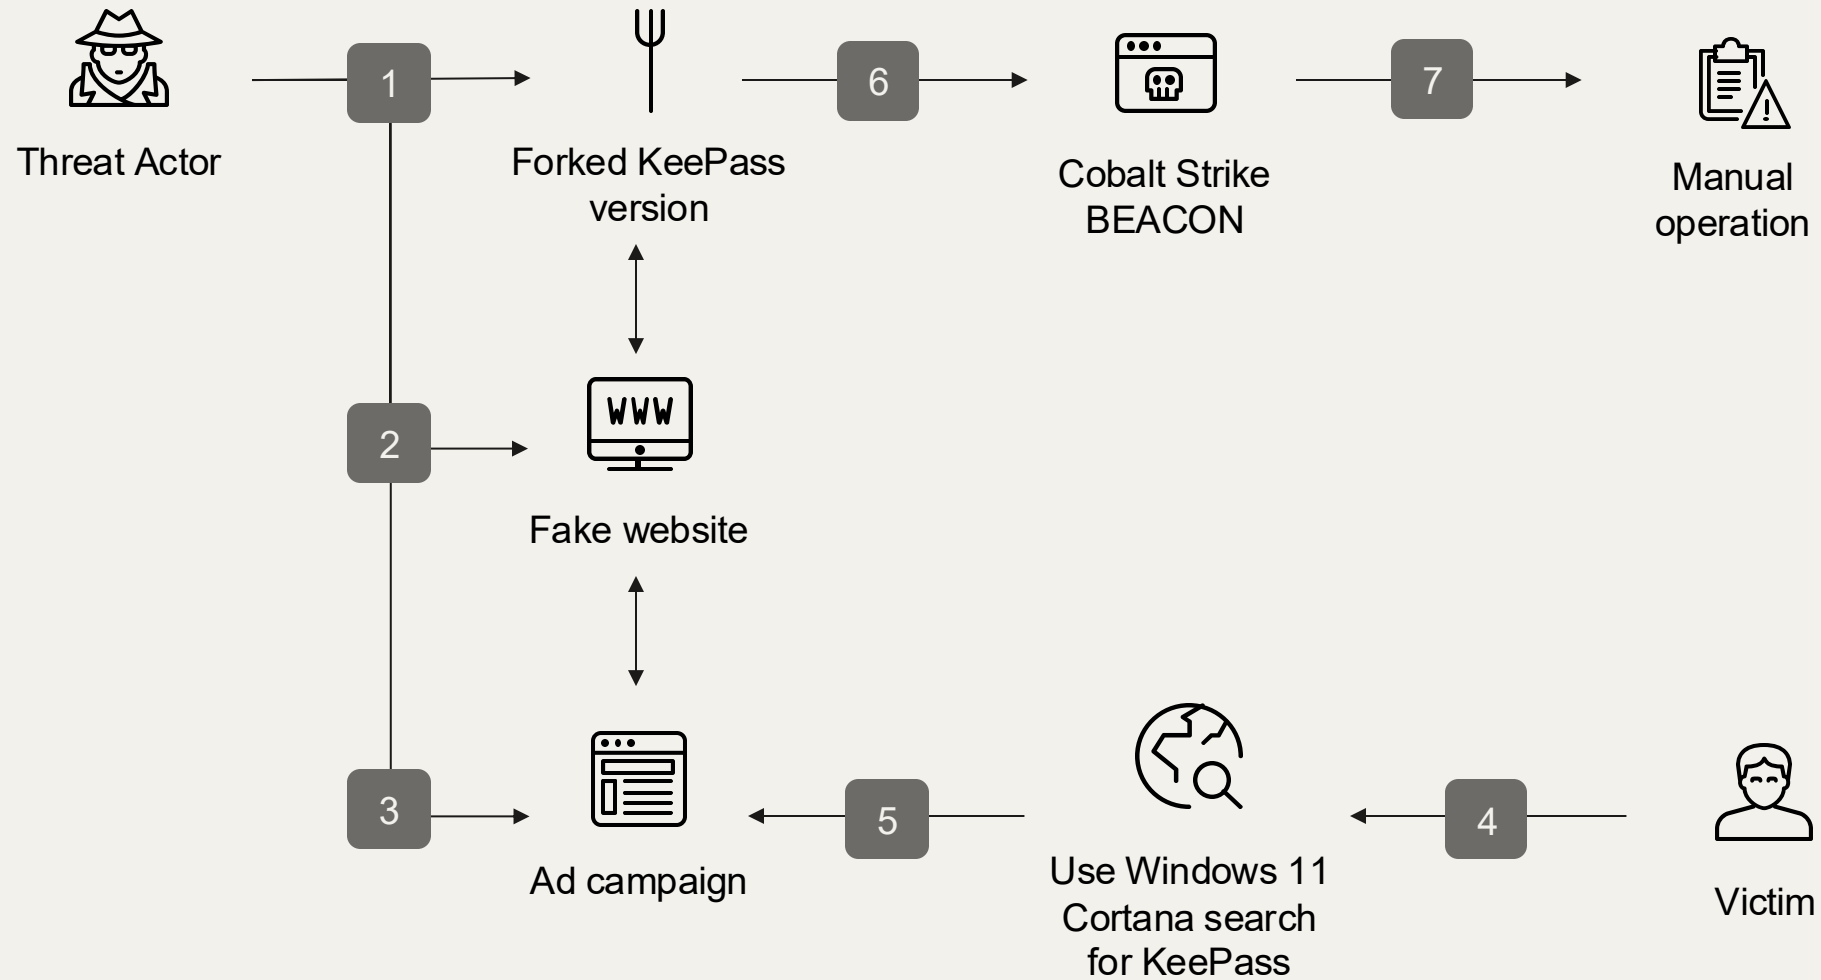 1
6
7
Threat Actor
Forked KeePass
version
Cobalt Strike
BEACON
Manual
operation
WWW
2
Fake website
3
5
4
Ad campaign
Use Windows 11
Cortana search
for KeePass
Victim